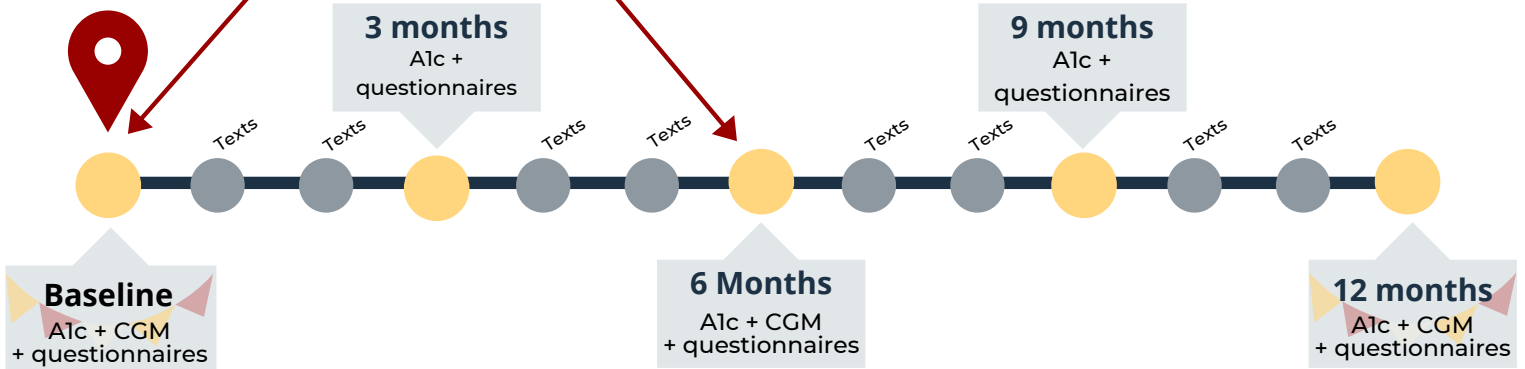 3 months
A1c +
questionnaires
9 months
A1c +
questionnaires
Texts
Texts
Texts
Texts
Texts
Texts
Texts
Texts
Baseline
A1c + CGM
+ questionnaires
6 Months
A1c + CGM
+ questionnaires
12 months
A1c + CGM
+ questionnaires